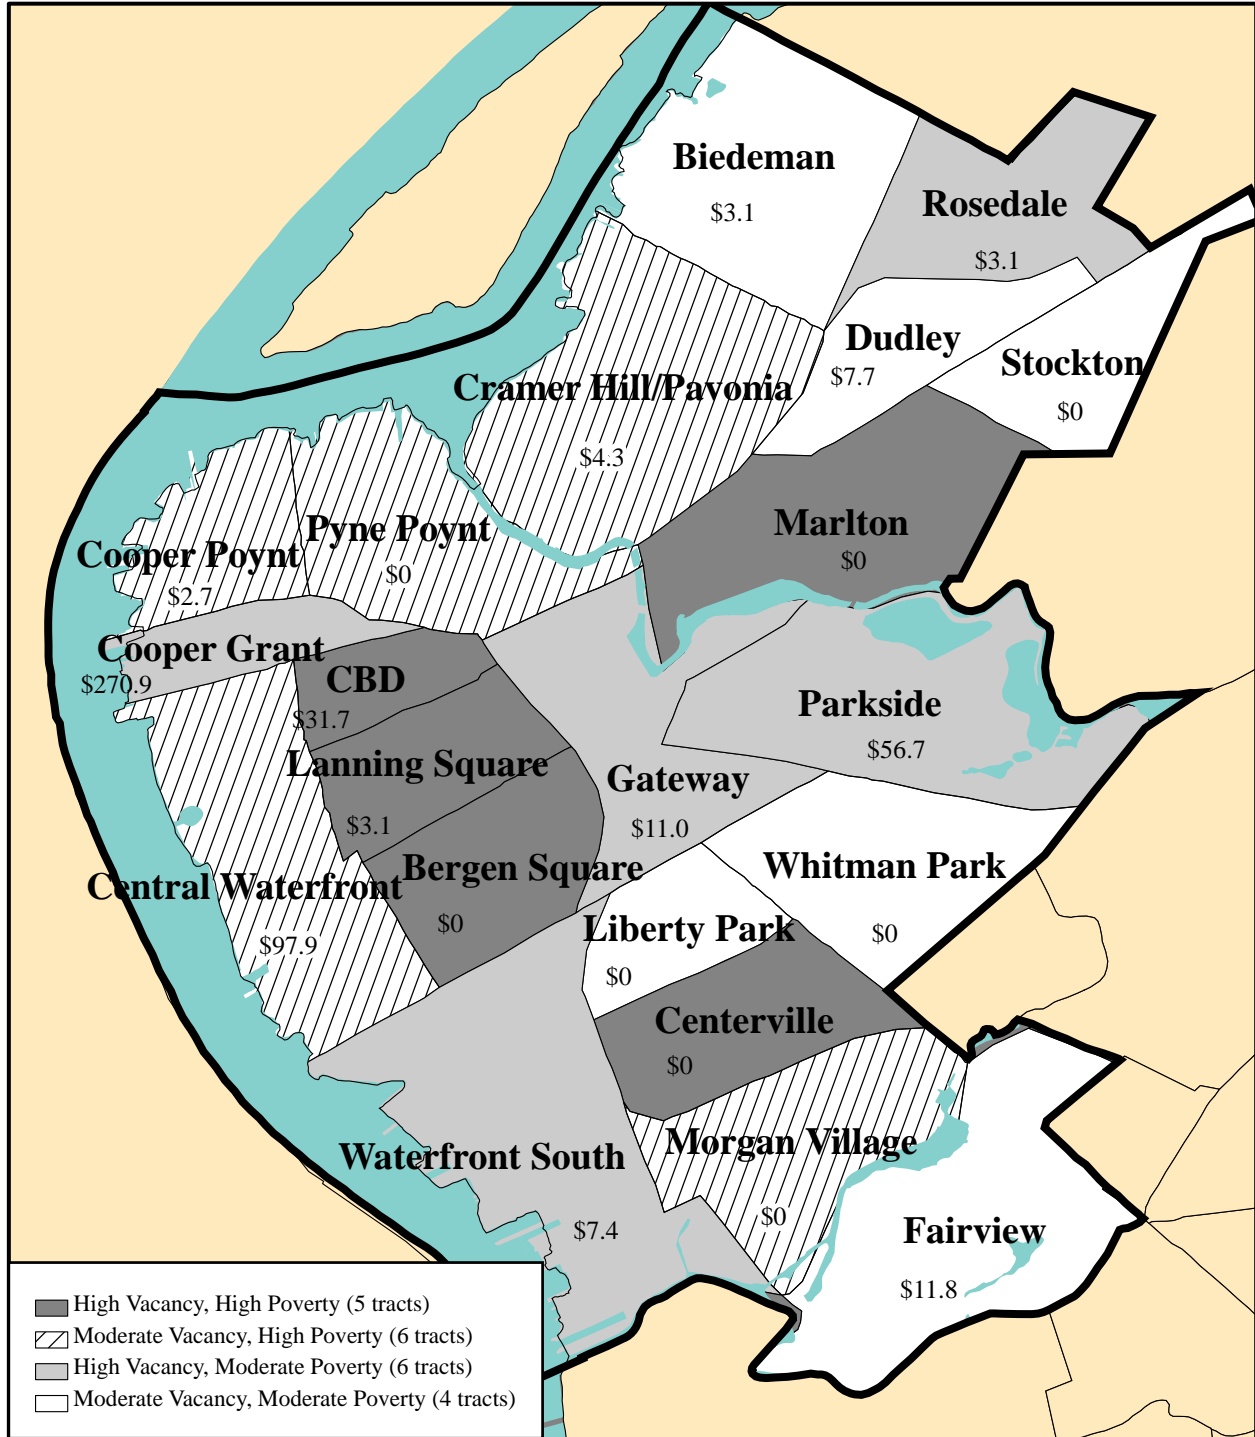 Biedeman
$3.1
Rosedale
$3.1
Dudley
$7.7
Stockton
$0
Cramer Hill/Pavonia
$4.3
Marlton
$0
Pyne Poynt
$0
Cooper Poynt
$2.7
Cooper Grant
$270.9
CBD
$31.7
Parkside
$56.7
Lanning Square
$3.1
Gateway
$11.0
Bergen Square
$0
Whitman Park
$0
Central Waterfront
$97.9
Liberty Park
$0
Centerville
$0
Waterfront South
$7.4
Morgan Village
$0
Fairview
$11.8
High Vacancy, High Poverty (5 tracts)
Moderate Vacancy, High Poverty (6 tracts)
High Vacancy, Moderate Poverty (6 tracts)
Moderate Vacancy, Moderate Poverty (4 tracts)